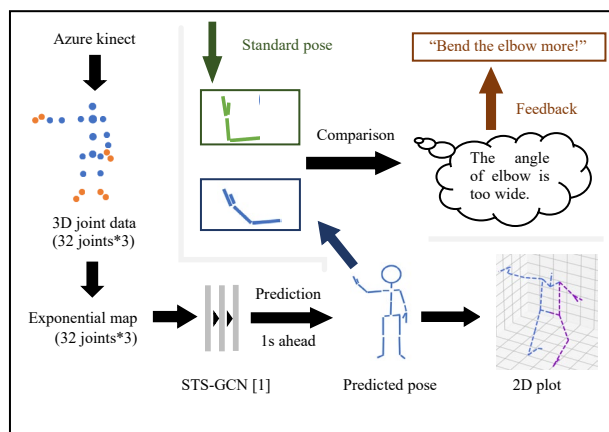 Azure kinect
3D joint data
(32 joints*3)
Exponential map
(32 joints*3)
STS-GCN [1]
Prediction
1s ahead
Predicted pose
2D plot
Standard pose
Comparison
The angle
of elbow is
too wide.
Feedback
“Bend the elbow more!”